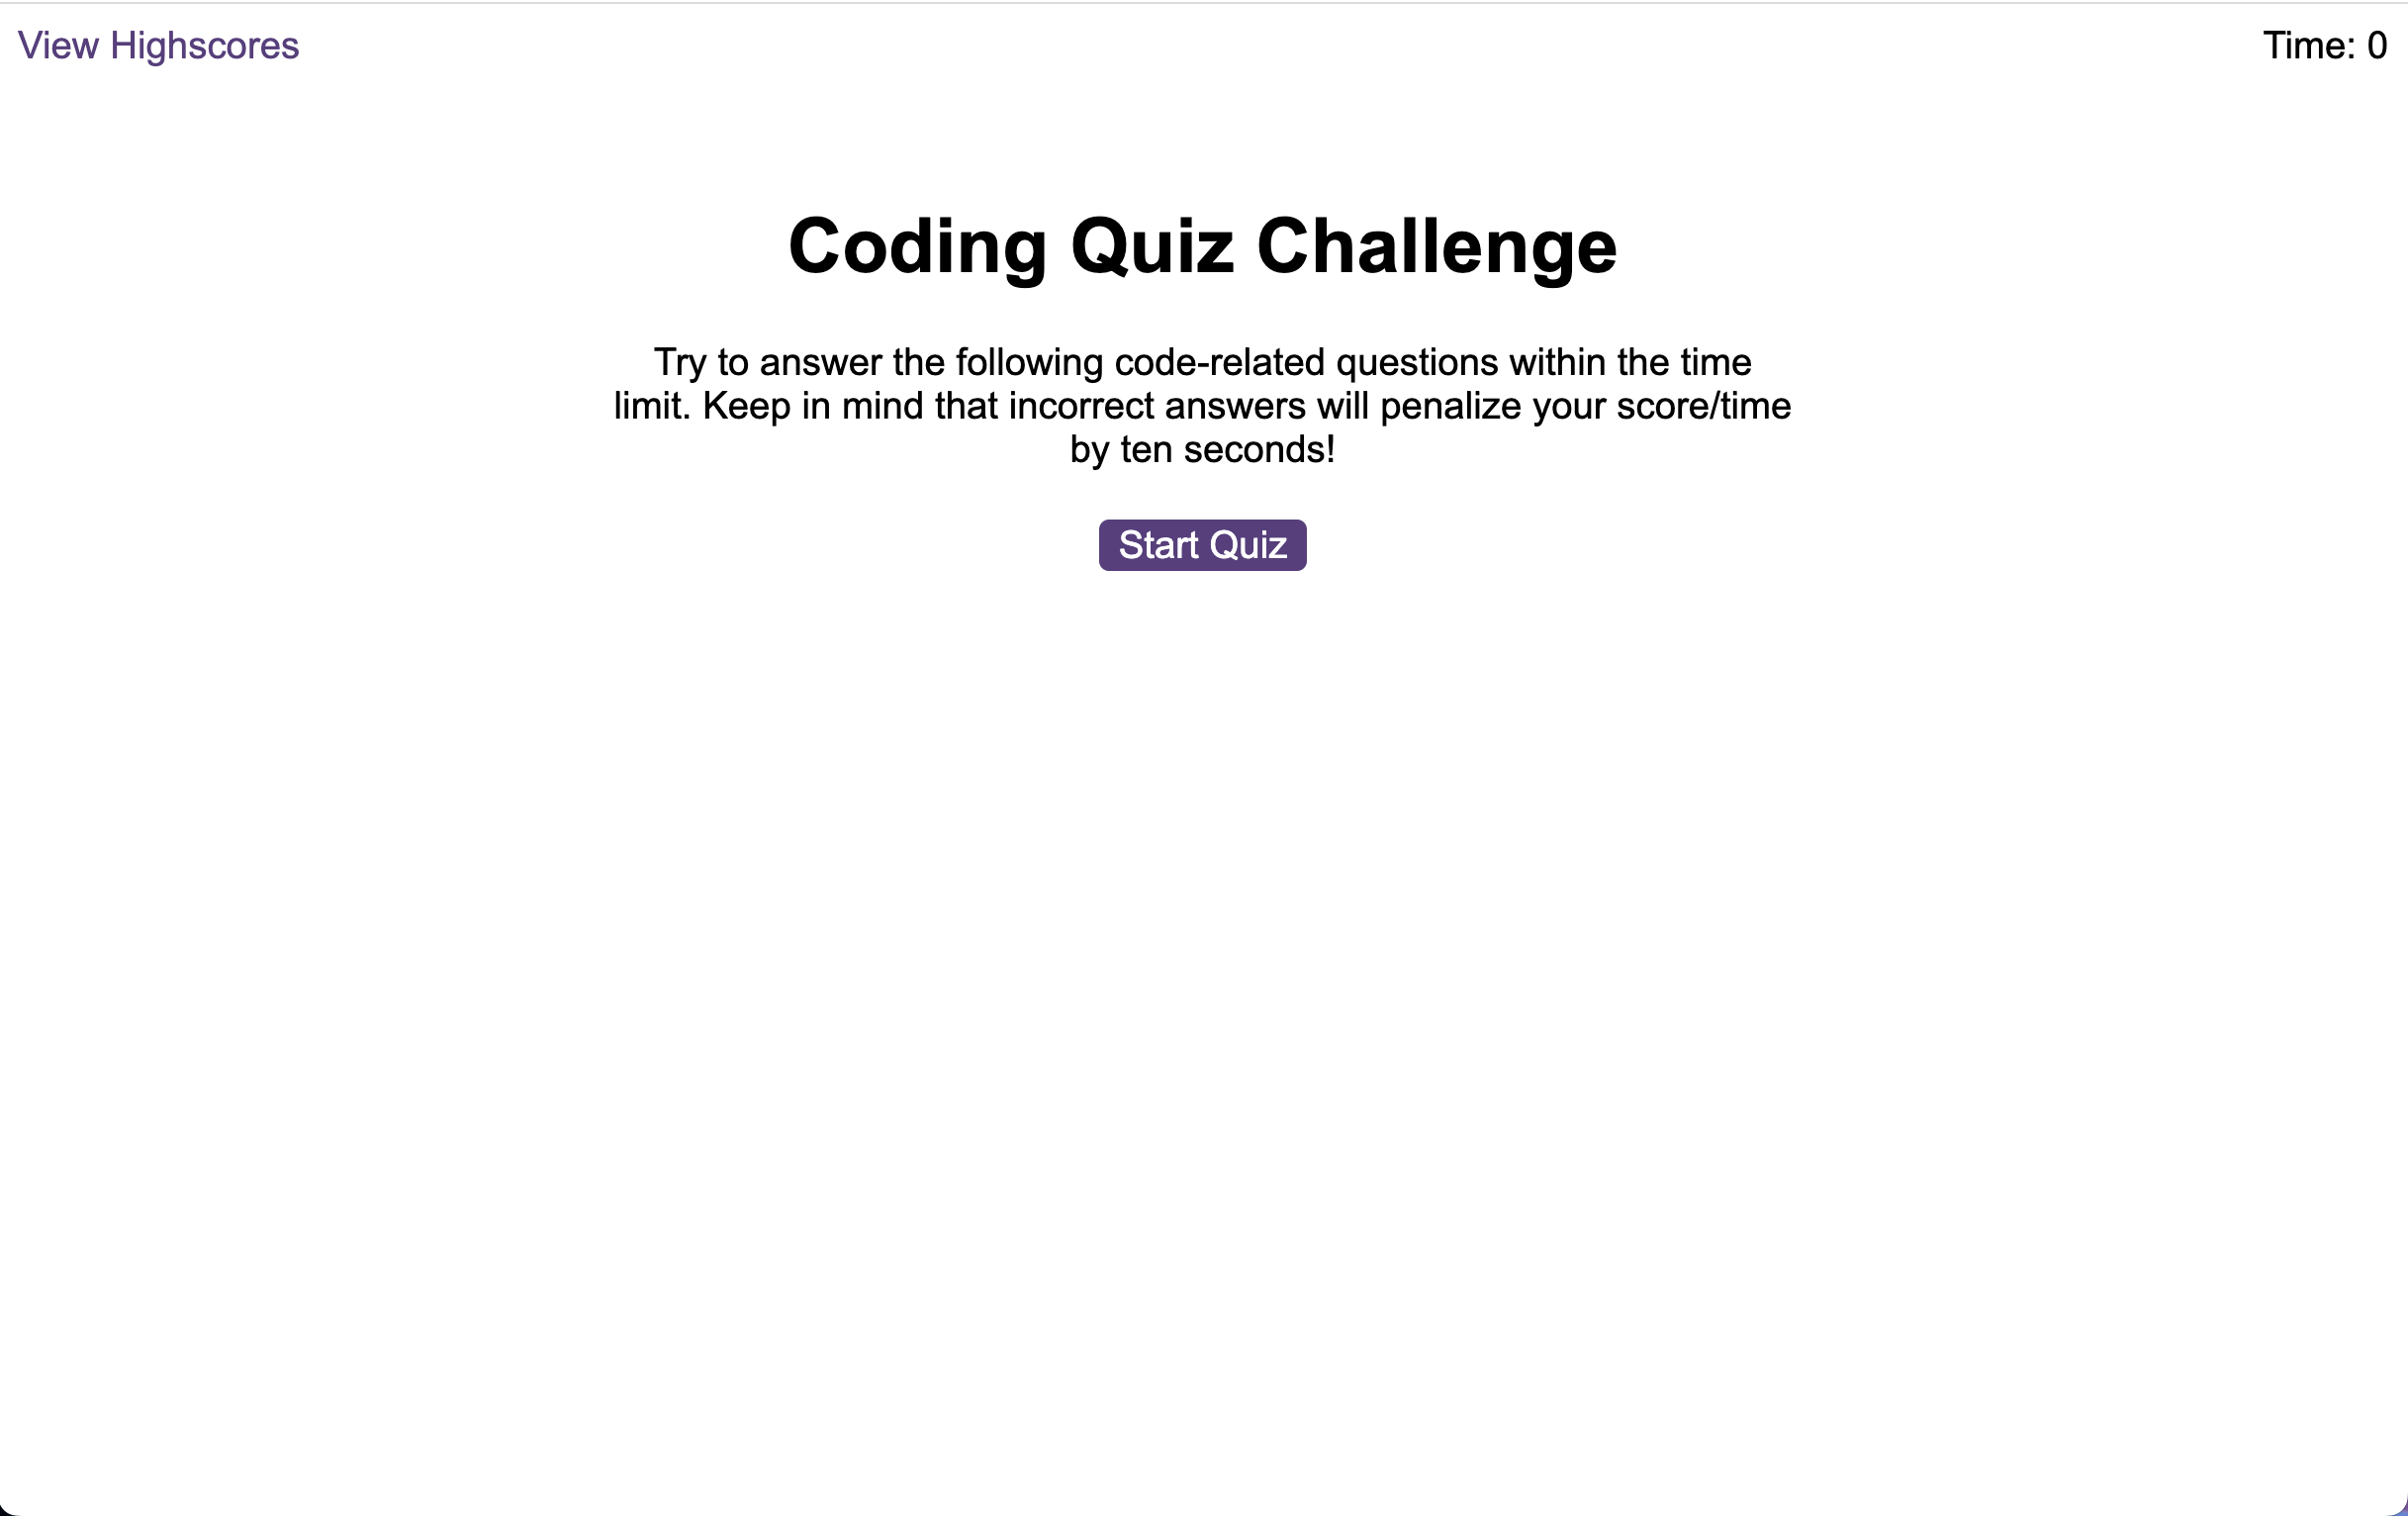 View Highscores
Time: 0
Coding Quiz Challenge
Try to answer the following code-related questions within the time
limit. Keep in mind that incorrect answers will penalize your score/time
by ten seconds!
Start Quiz